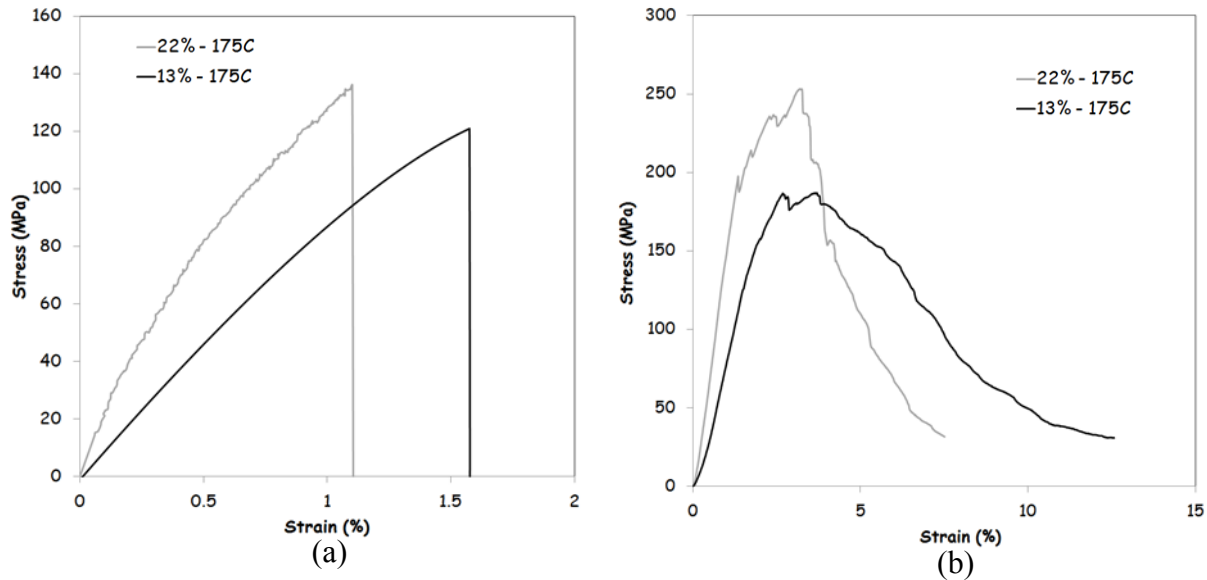 160
140
120
100
80
60
40
20
0
Stress (MPa)
22% - 175C
13% - 175C
0 0.5 1 1.5 2
Strain (%)
(a)
300
250
200
150
100
50
0
Stress (MPa)
22% - 175C
13% - 175C
0 5 10 15
Strain (%)
(b)